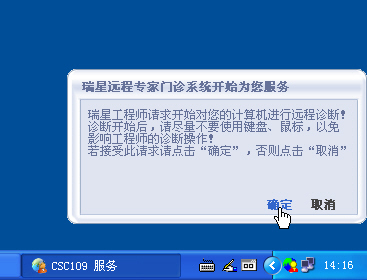 瑞星远程专家门诊系统开始为您服务
瑞星工程师请求开始对您的计算机进行远程诊断!
诊断开始后，请尽量不要使用键盘、鼠标，以免
影响工程师的诊断操作!
若接受此请求请点击“确定”，否则点击“取消”
确定 取消
CSC109 服务 14:16